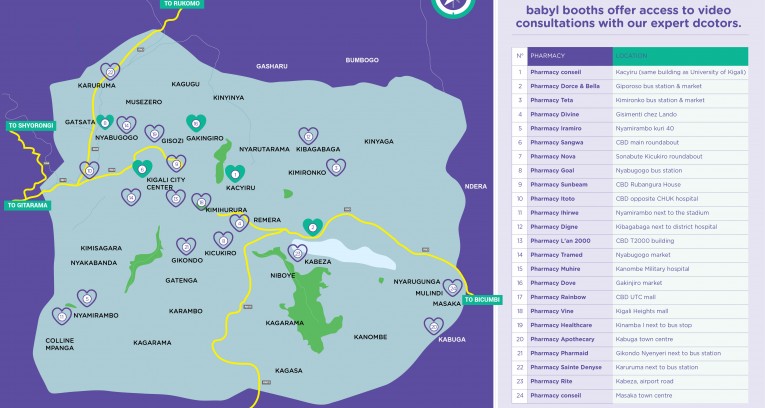 TO RUKOMO
BUMBOGO
GASHARU
KAGUGU
KARURUMA
KINYINYA
MUSEZERO
GATSATA
TO SHYORONGI
NYABUGOGO
GISOZI
GAKINGIRO
KINYAGA
NYARUTARAMA
KIBAGABAGA
KIMIRONKO
KIGALI CITY
CENTER
KACYIRU
NDERA
TO GITARAMA
KIMIHURURA
REMERA
KIMISAGARA
KICUKIRO
GIKONDO
KABEZA
NYAKABANDA
NIBOYE
GATENGA
NYARUGUNGA
MULINDI
MASAKA
TO BICUMBI
NYAMIRAMBO
KARAMBO
KAGARAMA
KANOMBE
KABUGA
COLLINE
MPANGA
KAGARAMA
KAGASA
babyl booths offer access to video
consultations with our expert dcotors.
N° PHARMACY LOCATION
1 Pharmacy conseil Kacyiru (same building as University of Kigali)
2 Pharmacy Dorce & Bella Giporoso bus station & market
3 Pharmacy Teta Kimironko bus station & market
4 Pharmacy Divine Gisimenti chez Lando
5 Pharmacy Iramiro Nyamirambo kuri 40
6 Pharmacy Sangwa CBD main roundabout
7 Pharmacy Nova Sonatube Kicukiro roundabout
8 Pharmacy Goal Nyabugogo bus station
9 Pharmacy Sunbeam CBD Rubangura House
10 Pharmacy Itoto CBD opposite CHUK hospital
11 Pharmacy Ihirwe Nyamirambo next to the stadium
12 Pharmacy Digne Kibagabaga next to district hospital
13 Pharmacy L'an 2000 CBD T2000 building
14 Pharmacy Tramed Nyabugogo market
15 Pharmacy Muhire Kanombe Military hospital
16 Pharmacy Dove Gakinjiro market
17 Pharmacy Rainbow CBD UTC mall
18 Pharmacy Vine Kigali Heights mall
19 Pharmacy Healthcare Kinamba I next to bus stop
20 Pharmacy Apothecary Kabuga town centre
21 Pharmacy Pharmaid Gikondo Nyenyeri next to bus station
22 Pharmacy Sainte Denyse Karuruma next to bus station
23 Pharmacy Rite Kabeza, airport road
24 Pharmacy conseil Masaka town centre